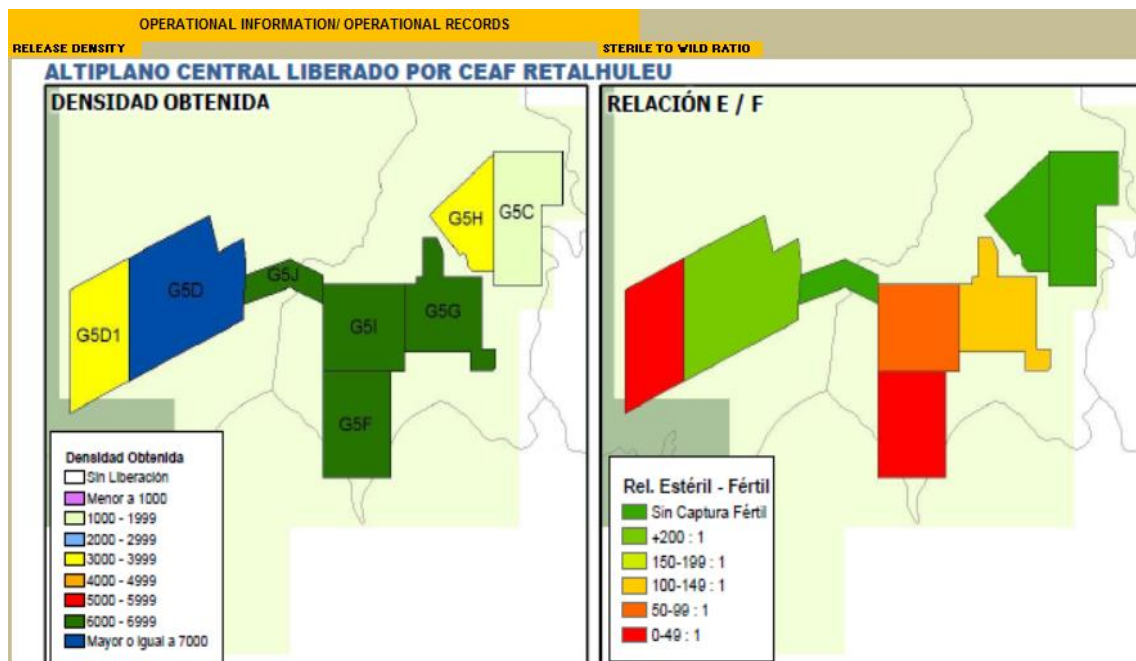 OPERATIONAL INFORMATION/ OPERATIONAL RECORDS
RELEASE DENSITY
STERILE TO WILD RATIO
ALTIPLANO CENTRAL LIBERADO POR CEAF RETALHULEU
DENSIDAD OBTENIDA
G5H
G5C
G5D
G5J
G5D1
G5I
G5G
G5F
Densidad Obtenida
Sin Liberación
Menor a 1000
1000 - 1999
2000 - 2999
3000 - 3999
4000 - 4999
5000 - 5999
6000 - 6999
Mayor o igual a 7000
RELACIÓN E / F
Rel. Estéril - Fértil
Sin Captura Fértil
+200 : 1
150-199 : 1
100-149 : 1
50-99 : 1
0-49 : 1